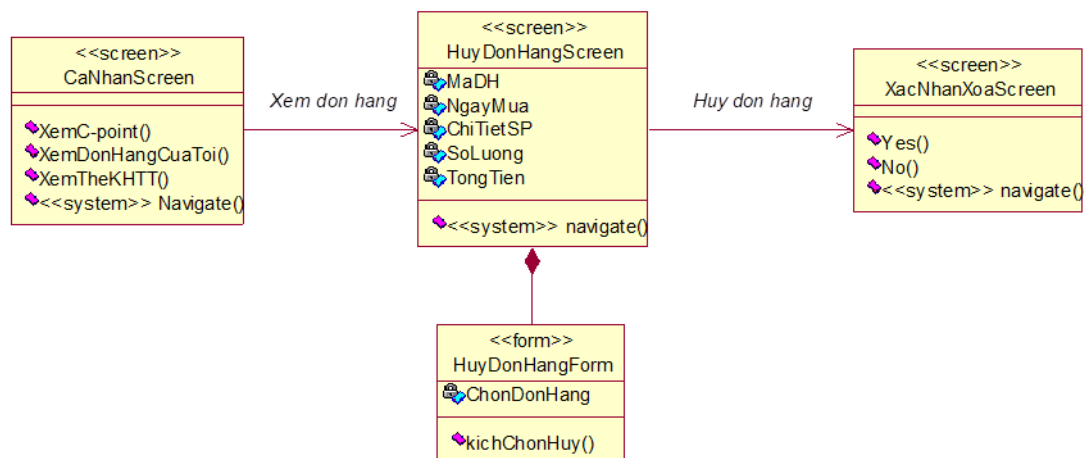 <<screen>>
CaNhanScreen
XemC-point()
XemDonHangCuaToi()
XemTheKHTT()
<<system>> Navigate()
Xem don hang
<<screen>>
HuyDonHangScreen
MaDH
NgayMua
ChiTietSP
SoLuong
TongTien
<<system>> navigate()
Huy don hang
<<screen>>
XacNhanXoaScreen
Yes()
No()
<<system>> navigate()
<<form>>
HuyDonHangForm
ChonDonHang
kichChonHuy()